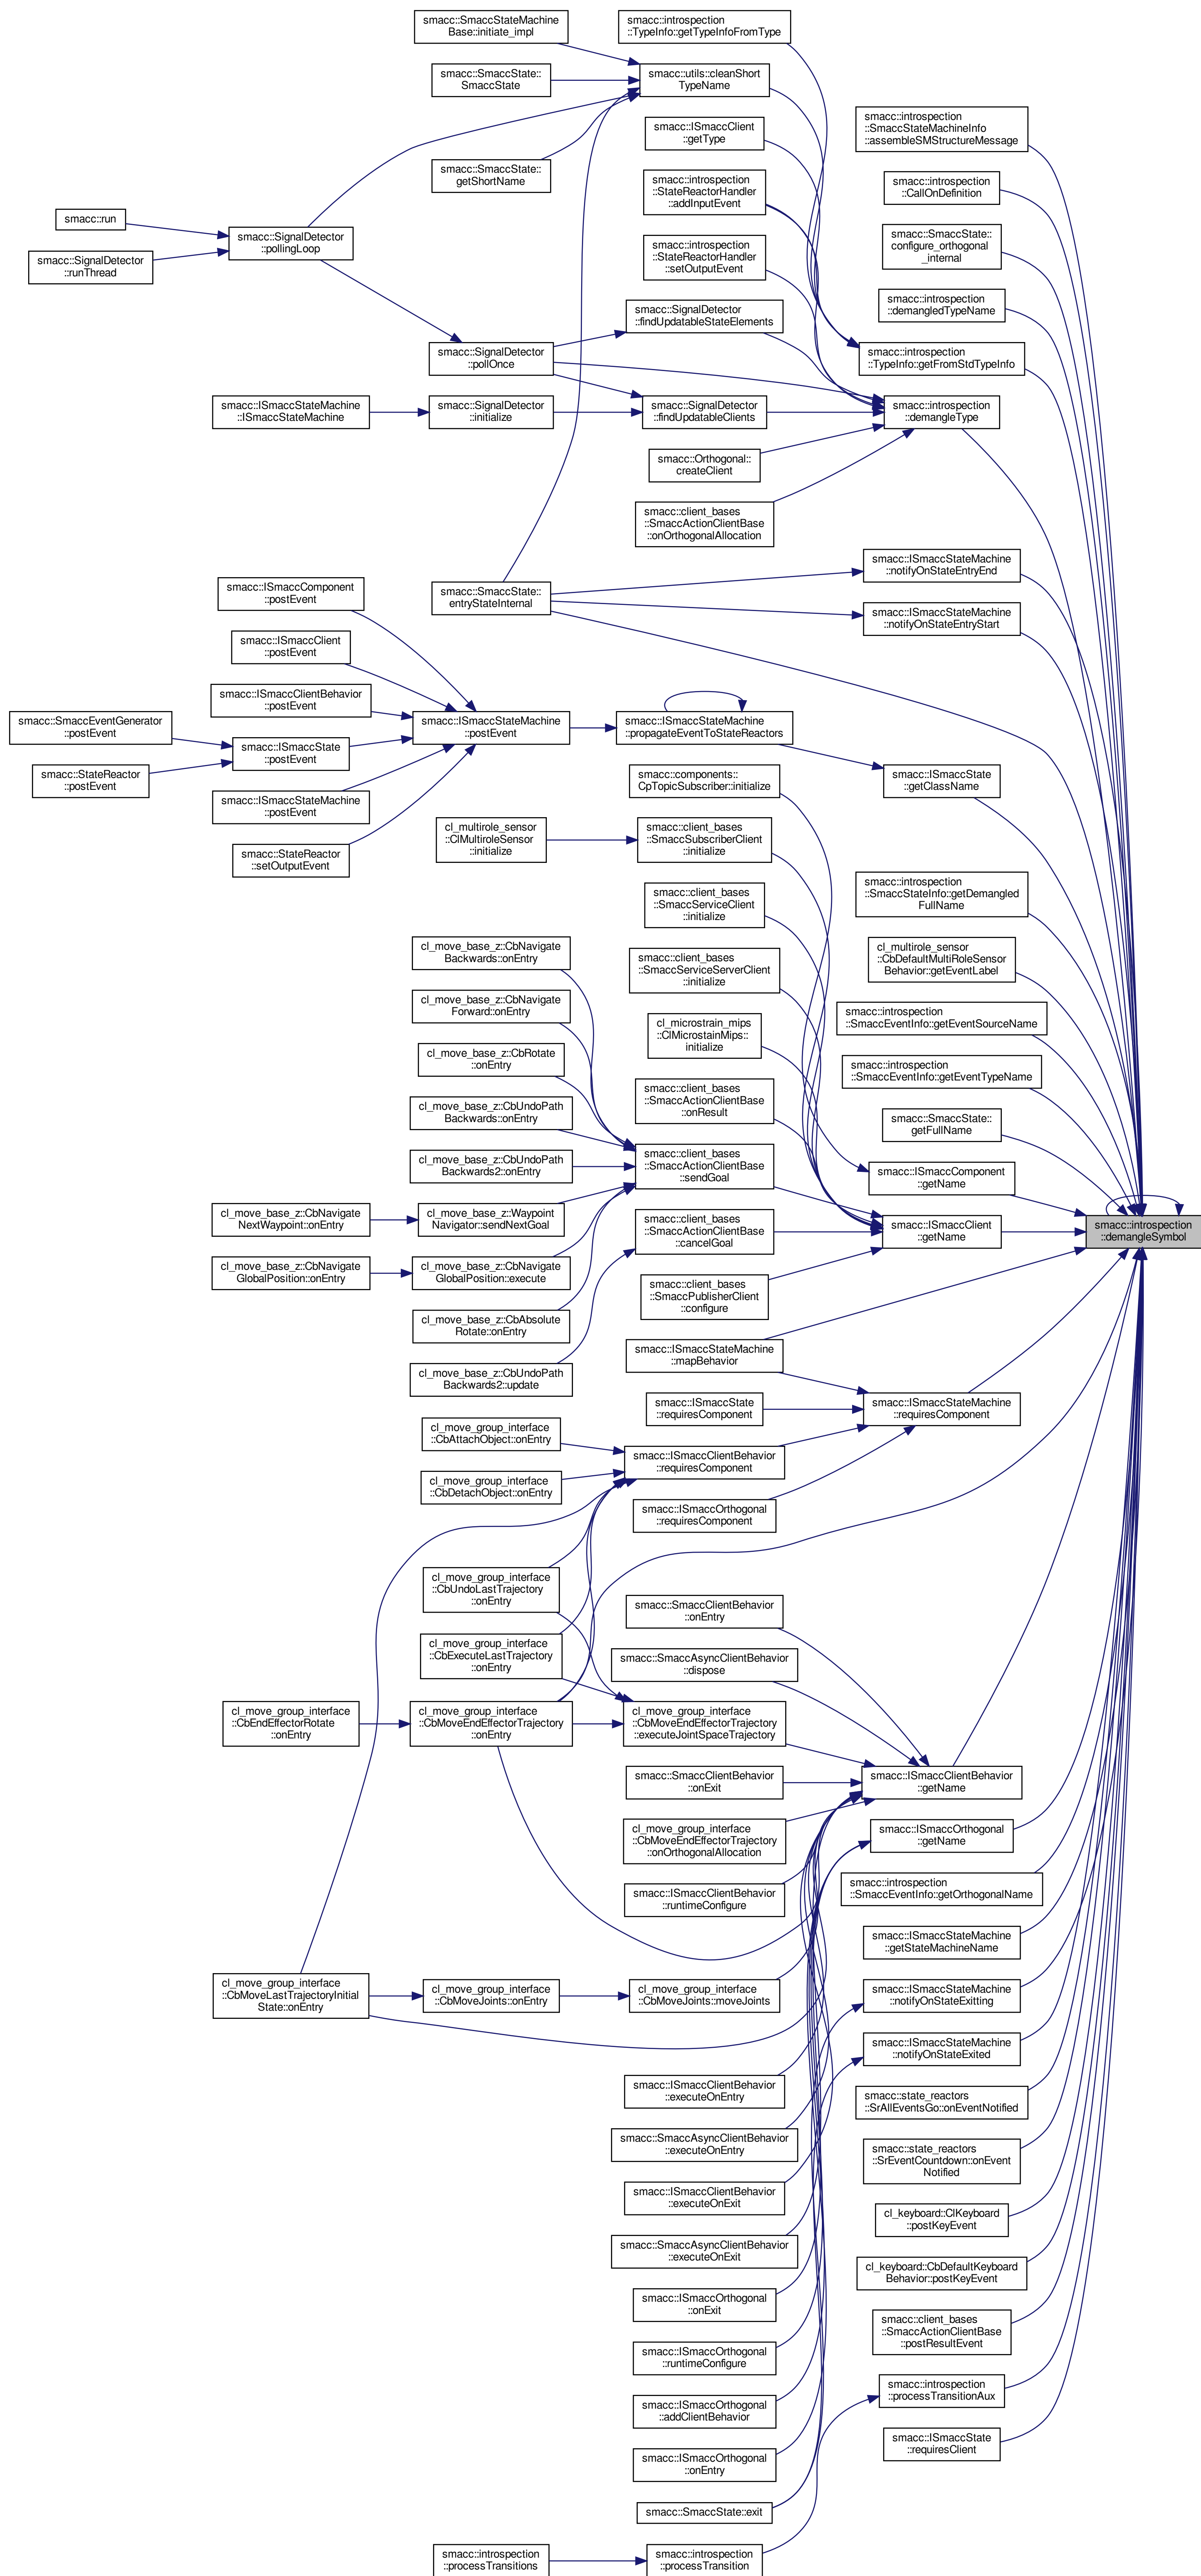 smacc::SmaccStateMachine
Base::initiate_impl
smacc::introspection
::TypeInfo::getTypeInfoFromType
smacc::SmaccState::
SmaccState
smacc::utils::cleanShort
TypeName
smacc::introspection
::SmaccStateMachineInfo
::assembleSMStructureMessage
smacc::ISmaccClient
::getType
smacc::SmaccState::
getShortName
smacc::introspection
::StateReactorHandler
::addInputEvent
smacc::introspection
::CallOnDefinition
smacc::run
smacc::SignalDetector
::pollingLoop
smacc::SignalDetector
::runThread
smacc::introspection
::StateReactorHandler
::setOutputEvent
smacc::SmaccState::
configure_orthogonal
_internal
smacc::SignalDetector
::findUpdatableStateElements
smacc::introspection
::demangledTypeName
smacc::SignalDetector
::pollOnce
smacc::introspection
::TypeInfo::getFromStdTypeInfo
smacc::ISmaccStateMachine
::ISmaccStateMachine
smacc::SignalDetector
::initialize
smacc::SignalDetector
::findUpdatableClients
smacc::introspection
::demangleType
smacc::Orthogonal::
createClient
smacc::client_bases
::SmaccActionClientBase
::onOrthogonalAllocation
smacc::ISmaccStateMachine
::notifyOnStateEntryEnd
smacc::ISmaccComponent
::postEvent
smacc::SmaccState::
entryStateInternal
smacc::ISmaccStateMachine
::notifyOnStateEntryStart
smacc::ISmaccClient
::postEvent
smacc::ISmaccClientBehavior
::postEvent
smacc::SmaccEventGenerator
::postEvent
smacc::ISmaccState
::postEvent
smacc::ISmaccStateMachine
::postEvent
smacc::ISmaccStateMachine
::propagateEventToStateReactors
smacc::StateReactor
::postEvent
smacc::ISmaccStateMachine
::postEvent
smacc::components::
CpTopicSubscriber::initialize
smacc::ISmaccState
::getClassName
smacc::StateReactor
::setOutputEvent
cl_multirole_sensor
::ClMultiroleSensor
::initialize
smacc::client_bases
::SmaccSubscriberClient
::initialize
smacc::client_bases
::SmaccServiceClient
::initialize
smacc::introspection
::SmaccStateInfo::getDemangled
FullName
cl_move_base_z::CbNavigate
Backwards::onEntry
smacc::client_bases
::SmaccServiceServerClient
::initialize
cl_multirole_sensor
::CbDefaultMultiRoleSensor
Behavior::getEventLabel
cl_move_base_z::CbNavigate
Forward::onEntry
cl_microstrain_mips
::ClMicrostainMips::
initialize
smacc::introspection
::SmaccEventInfo::getEventSourceName
cl_move_base_z::CbRotate
::onEntry
smacc::introspection
::SmaccEventInfo::getEventTypeName
cl_move_base_z::CbUndoPath
Backwards::onEntry
smacc::client_bases
::SmaccActionClientBase
::onResult
smacc::SmaccState::
getFullName
cl_move_base_z::CbUndoPath
Backwards2::onEntry
smacc::client_bases
::SmaccActionClientBase
::sendGoal
smacc::ISmaccComponent
::getName
cl_move_base_z::CbNavigate
NextWaypoint::onEntry
cl_move_base_z::Waypoint
Navigator::sendNextGoal
smacc::client_bases
::SmaccActionClientBase
::cancelGoal
smacc::ISmaccClient
::getName
smacc::introspection
::demangleSymbol
cl_move_base_z::CbNavigate
GlobalPosition::onEntry
cl_move_base_z::CbNavigate
GlobalPosition::execute
smacc::client_bases
::SmaccPublisherClient
::configure
cl_move_base_z::CbAbsolute
Rotate::onEntry
smacc::ISmaccStateMachine
::mapBehavior
cl_move_base_z::CbUndoPath
Backwards2::update
smacc::ISmaccState
::requiresComponent
smacc::ISmaccStateMachine
::requiresComponent
cl_move_group_interface
::CbAttachObject::onEntry
smacc::ISmaccClientBehavior
::requiresComponent
cl_move_group_interface
::CbDetachObject::onEntry
smacc::ISmaccOrthogonal
::requiresComponent
cl_move_group_interface
::CbUndoLastTrajectory
::onEntry
smacc::SmaccClientBehavior
::onEntry
cl_move_group_interface
::CbExecuteLastTrajectory
::onEntry
smacc::SmaccAsyncClientBehavior
::dispose
cl_move_group_interface
::CbEndEffectorRotate
::onEntry
cl_move_group_interface
::CbMoveEndEffectorTrajectory
::onEntry
cl_move_group_interface
::CbMoveEndEffectorTrajectory
::executeJointSpaceTrajectory
smacc::SmaccClientBehavior
::onExit
smacc::ISmaccClientBehavior
::getName
cl_move_group_interface
::CbMoveEndEffectorTrajectory
::onOrthogonalAllocation
smacc::ISmaccOrthogonal
::getName
smacc::ISmaccClientBehavior
::runtimeConfigure
smacc::introspection
::SmaccEventInfo::getOrthogonalName
smacc::ISmaccStateMachine
::getStateMachineName
cl_move_group_interface
::CbMoveLastTrajectoryInitial
State::onEntry
cl_move_group_interface
::CbMoveJoints::onEntry
cl_move_group_interface
::CbMoveJoints::moveJoints
smacc::ISmaccStateMachine
::notifyOnStateExitting
smacc::ISmaccStateMachine
::notifyOnStateExited
smacc::ISmaccClientBehavior
::executeOnEntry
smacc::state_reactors
::SrAllEventsGo::onEventNotified
smacc::SmaccAsyncClientBehavior
::executeOnEntry
smacc::state_reactors
::SrEventCountdown::onEvent
Notified
smacc::ISmaccClientBehavior
::executeOnExit
cl_keyboard::ClKeyboard
::postKeyEvent
smacc::SmaccAsyncClientBehavior
::executeOnExit
cl_keyboard::CbDefaultKeyboard
Behavior::postKeyEvent
smacc::ISmaccOrthogonal
::onExit
smacc::client_bases
::SmaccActionClientBase
::postResultEvent
smacc::ISmaccOrthogonal
::runtimeConfigure
smacc::introspection
::processTransitionAux
smacc::ISmaccOrthogonal
::addClientBehavior
smacc::ISmaccState
::requiresClient
smacc::ISmaccOrthogonal
::onEntry
smacc::SmaccState::exit
smacc::introspection
::processTransitions
smacc::introspection
::processTransition